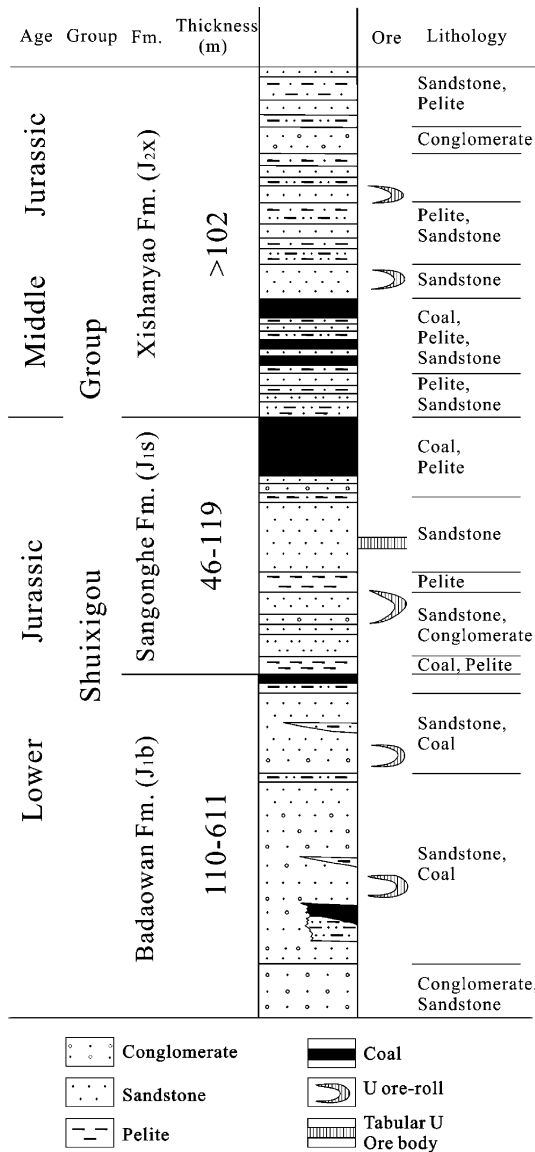 Age Group Fm. Thickness (m) Ore Lithology
Middle Jurassic
Lower Jurassic
Shuixigou Group
Xishanyao Fm. (J2x)
>102
Sangonghe Fm. (J1s)
46-119
Badaowan Fm. (J1b)
110-611
Sandstone,
Pelite
Conglomerate
Pelite,
Sandstone
Sandstone
Coal,
Pelite,
Sandstone
Pelite,
Sandstone
Coal,
Pelite
Sandstone
Pelite
Sandstone,
Conglomerate
Coal, Pelite
Sandstone,
Coal
Sandstone,
Coal
Conglomerate,
Sandstone
Conglomerate
Sandstone
Pelite
Coal
U ore-roll
Tabular U
Ore body